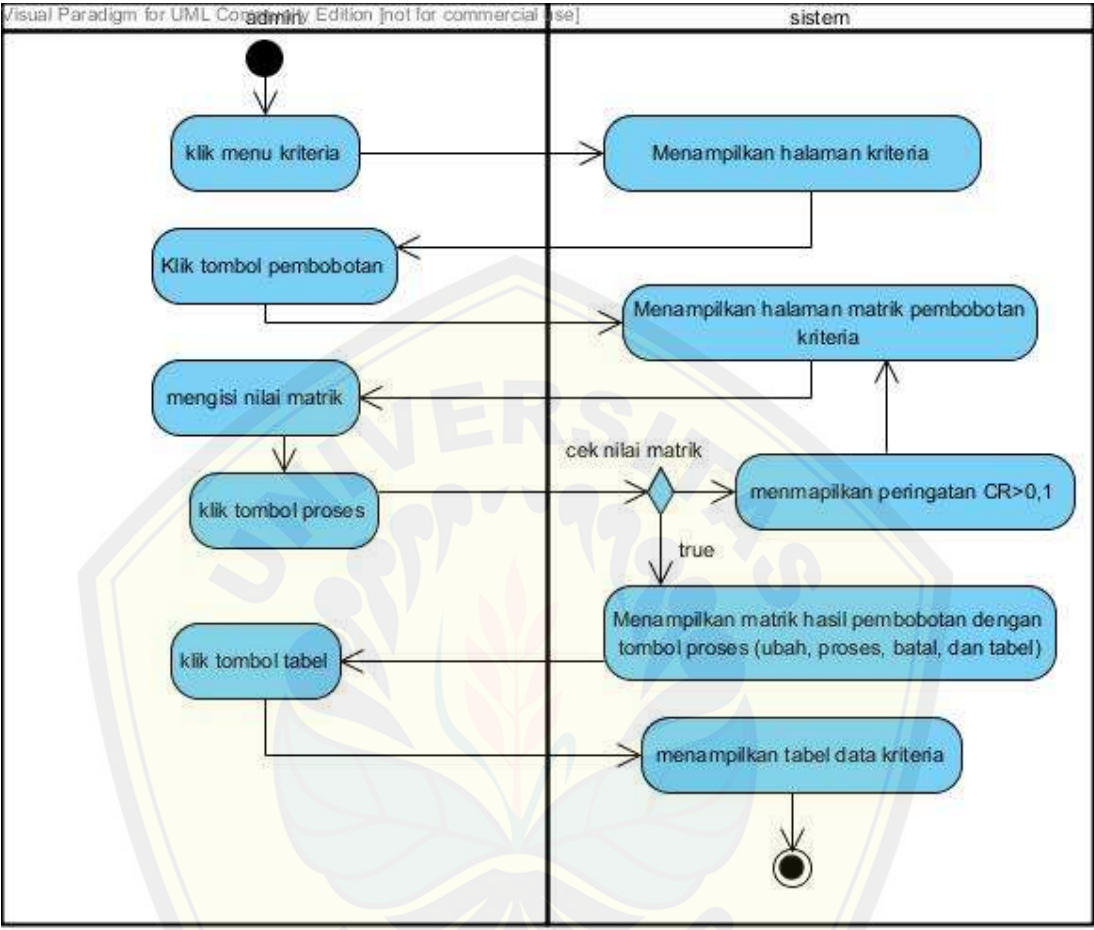 Visual Paradigm for UML Community Edition [not for commercial use]
admin
sistem
klik menu kriteria
Menampilkan halaman kriteria
Klik tombol pembobotan
Menampilkan halaman matrik pembobotan
kriteria
mengisi nilai matrik
cek nilai matrik
klik tombol proses
menmapilkan peringatan CR>0,1
true
Menampilkan matrik hasil pembobotan dengan
tombol proses (ubah, proses, batal, dan tabel)
klik tombol tabel
menampilkan tabel data kriteria
UNIVERSITAS